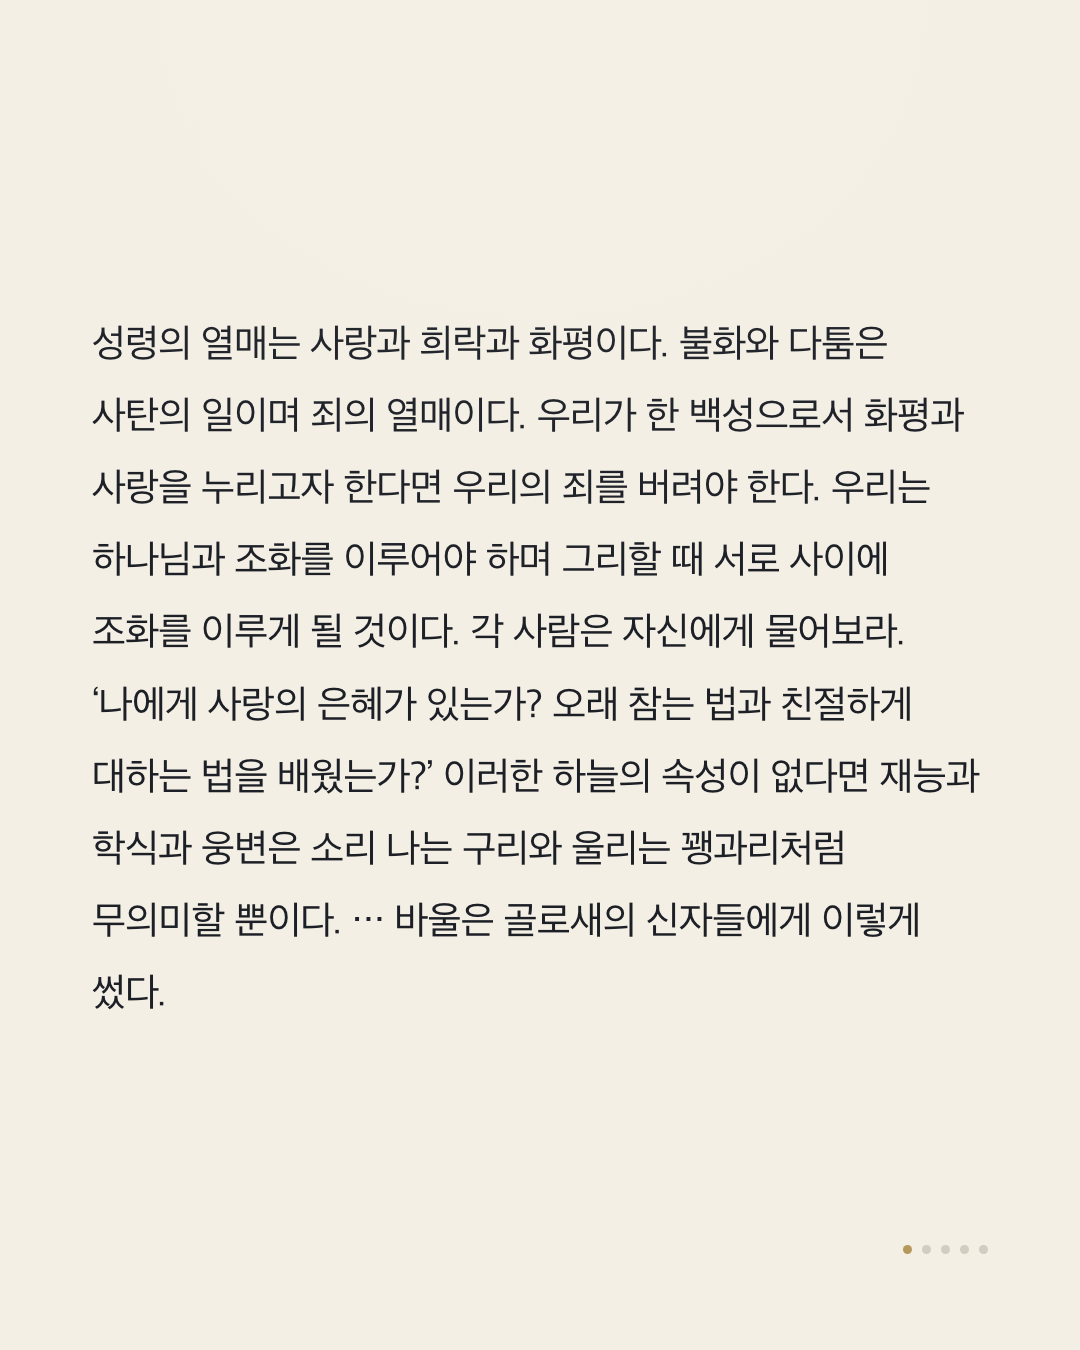 성령의 열매는 사랑과 희락과 화평이다. 불화와 다툼은
사탄의 일이며 죄의 열매이다. 우리가 한 백성으로서 화평과
사랑을 누리고자 한다면 우리의 죄를 버려야 한다. 우리는
하나님과 조화를 이루어야 하며 그리할 때 서로 사이에
조화를 이루게 될 것이다. 각 사람은 자신에게 물어보라.
‘나에게 사랑의 은혜가 있는가? 오래 참는 법과 친절하게
대하는 법을 배웠는가?’ 이러한 하늘의 속성이 없다면 재능과
학식과 웅변은 소리 나는 구리와 울리는 꽹과리처럼
무의미할 뿐이다. … 바울은 골로새의 신자들에게 이렇게
썼다.